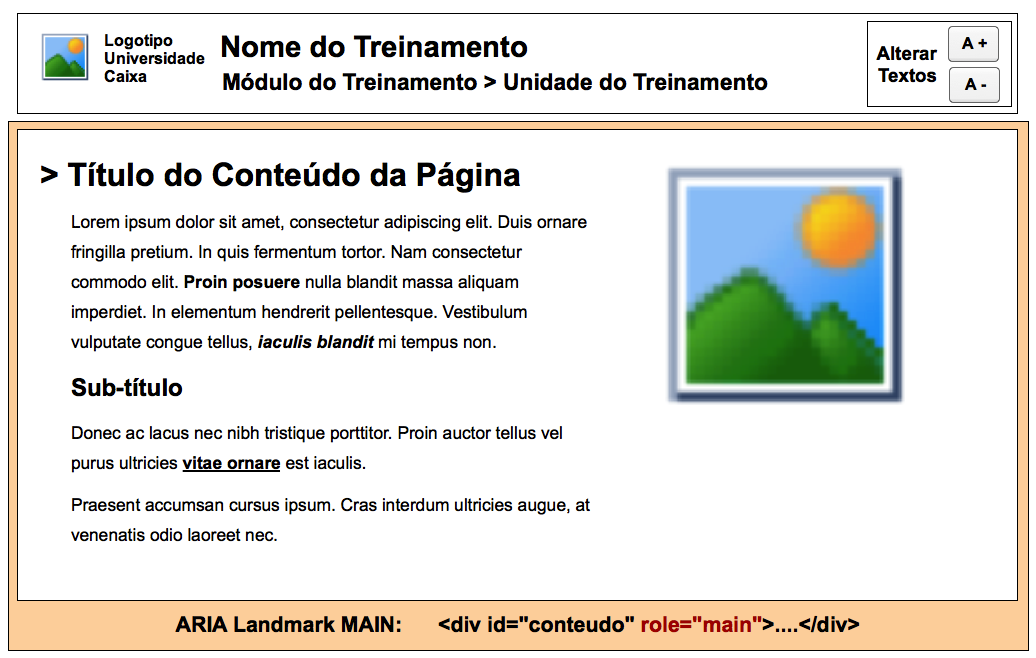 Logotipo
Universidade
Caixa
Nome do Treinamento
Módulo do Treinamento > Unidade do Treinamento
Alterar
Textos
A +
A -
> Título do Conteúdo da Página
Lorem ipsum dolor sit amet, consectetur adipiscing elit. Duis ornare
fringilla pretium. In quis fermentum tortor. Nam consectetur
commodo elit. Proin posuere nulla blandit massa aliquam
imperdiet. In elementum hendrerit pellentesque. Vestibulum
vulputate congue tellus, iaculis blandit mi tempus non.
Sub-título
Donec ac lacus nec nibh tristique porttitor. Proin auctor tellus vel
purus ultricies vitae ornare est iaculis.
Praesent accumsan cursus ipsum. Cras interdum ultricies augue, at
venenatis odio laoreet nec.
ARIA Landmark MAIN: <div id="conteudo" role="main">....</div>